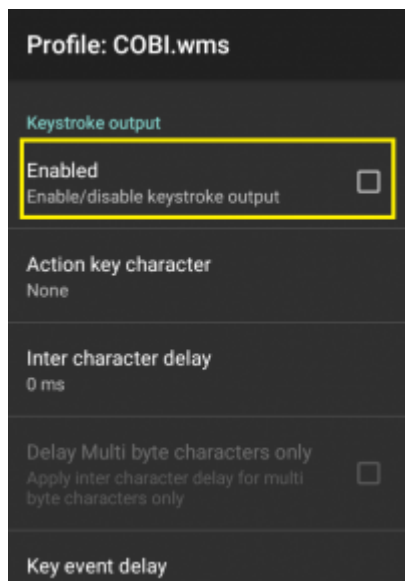 Profile: COBI.wms
Keystroke output
Enabled
Enable/disable keystroke output
Action key character
None
Inter character delay
0 ms
Delay Multi byte characters only
Apply inter character delay for multi
byte characters only
Key event delay